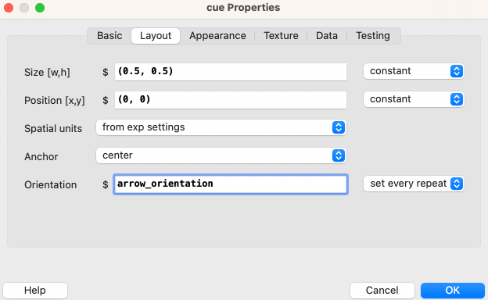 cue Properties
Basic Layout Appearance Texture Data Testing
Size [w,h] $ (0.5, 0.5) constant
Position [x,y] $ (0, 0) constant
Spatial units from exp settings
Anchor center
Orientation $ arrow_orientation set every repeat
Help Cancel OK